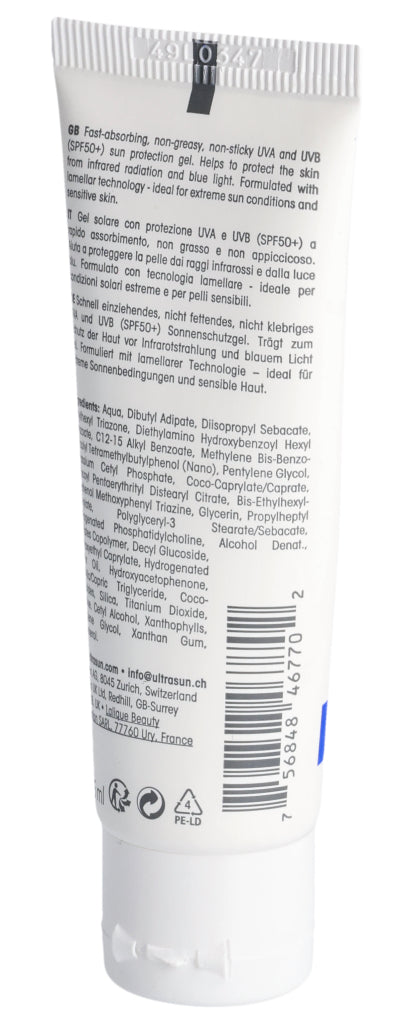 GB Fast-absorbing, non-greasy, non-sticky UVA and UVB
(SPF50+) sun protection gel. Helps to protect the skin
from infrared radiation and blue light. Formulated with
lamellar technology - ideal for extreme sun conditions and
sensitive skin.
Gel solare con protezione UVA e UVB (SPF50+) a
assorbimento, non grasso e non appiccicoso.
a proteggere la pelle dai raggi infrarossi e dalla luce
Formulato con tecnologia lamellare - ideale per
condizioni solari estreme e per pelli sensibili.
Schnell einziehendes, nicht fettendes, nicht klebriges
und UVB (SPF50+) Sonnenschutzgel. Trägt zum
der Haut vor Infrarotstrahlung und blauem Licht
Formuliert mit lamellarer Technologie – ideal für
Sonnenbedingungen und sensible Haut.
Aqua, Dibutyl Adipate, Diisopropyl Sebacate,
Triazone, Diethylamino Hydroxybenzoyl Hexyl
C12-15 Alkyl Benzoate, Methylene Bis-Benzo-
Tetramethylbutylphenol (Nano), Pentylene Glycol,
Cetyl Phosphate, Coco-Caprylate/Caprate,
Pentaerythrityl Distearyl Citrate, Bis-Ethylhexyl-
Methoxyphenyl Triazine, Glycerin, Propylheptyl
Polyglyceryl-3 Stearate/Sebacate,
Phosphatidylcholine, Alcohol Denat.,
Copolymer, Decyl Glucoside,
Caprylate, Hydrogenated
Oil, Hydroxyacetophenone,
Triglyceride, Coco-
Silica, Titanium Dioxide,
Cetyl Alcohol, Xanthophylls,
Glycol, Xanthan Gum,
info@ultrasun.ch
AG, 8045 Zurich, Switzerland
UK Ltd, Redhill, GB-Surrey
UK • Lalique Beauty
SARL, 77760 Ury, France
ml
4
PE-LD
7 56848 46770 2